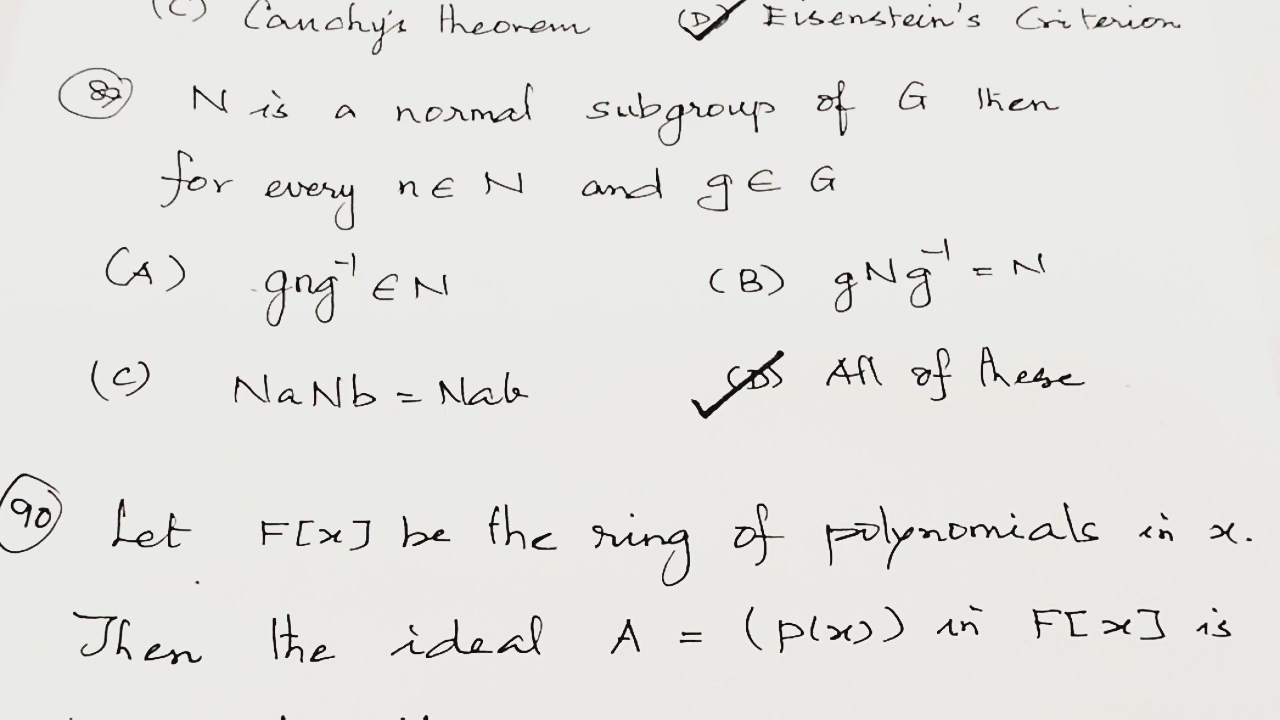 (C) Cauchy's theorem (D) Eisenstein's Criterion
N is a normal subgroup of G then
for every n ∈ N and g ∈ G
(A) gng⁻¹ ∈ N (B) gNg⁻¹ = N
(C) NaNb = Nab (D) All of these
90 Let F[x] be the ring of polynomials in x.
Then the ideal A = (p(x)) in F[x] is